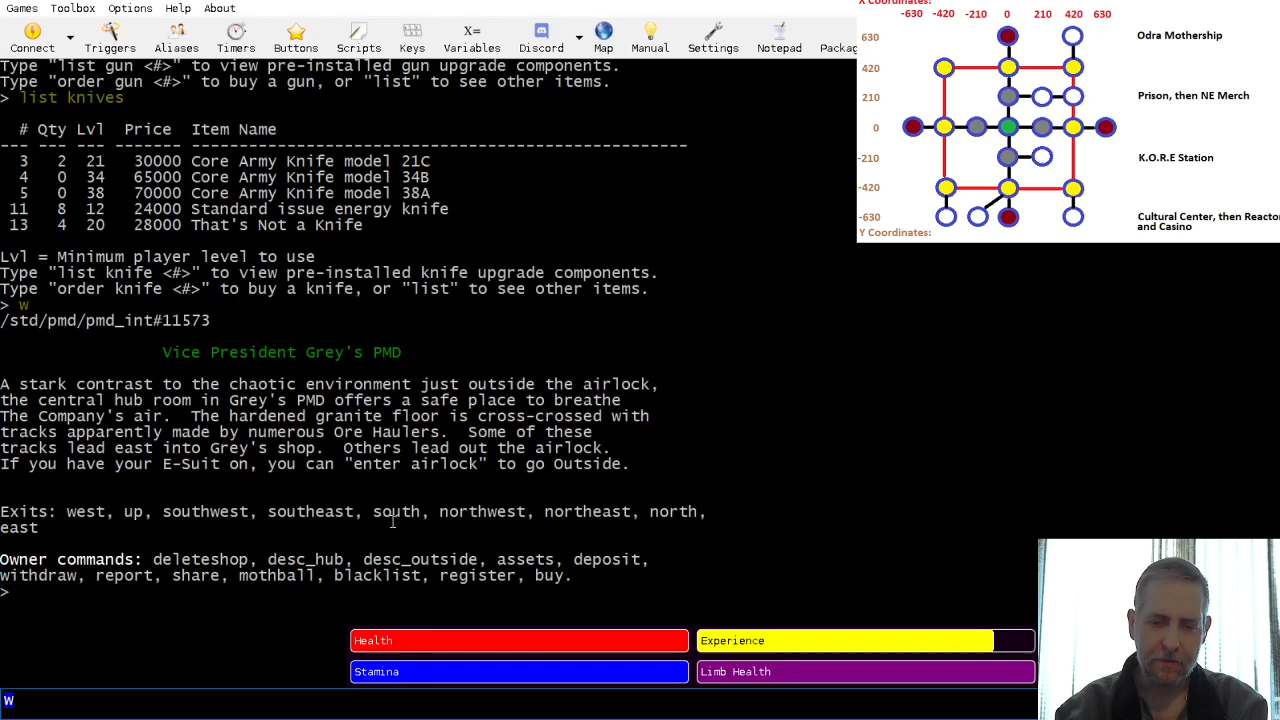 Games Toolbox Options Help About
Connect Triggers Aliases Timers Buttons Scripts Keys Variables Discord Map Manual Settings Notepad Packag
X=
Type "list gun <#>" to view pre-installed gun upgrade components.
Type "order gun <#>" to buy a gun, or "list" to see other items.
> list knives
# Qty Lvl Price Item Name
--- --- --- -------- ----------------------------------------------------
3 2 21 30000 Core Army Knife model 21C
4 0 34 65000 Core Army Knife model 34B
5 0 38 70000 Core Army Knife model 38A
11 8 12 24000 Standard issue energy knife
13 4 20 28000 That's Not a Knife
Lvl = Minimum player level to use
Type "list knife <#>" to view pre-installed knife upgrade components.
Type "order knife <#>" to buy a knife, or "list" to see other items.
> w
/std/pmd/pmd_int#11573
Vice President Grey's PMD
A stark contrast to the chaotic environment just outside the airlock,
the central hub room in Grey's PMD offers a safe place to breathe
The Company's air. The hardened granite floor is cross-crossed with
tracks apparently made by numerous Ore Haulers. Some of these
tracks lead east into Grey's shop. Others lead out the airlock.
If you have your E-Suit on, you can "enter airlock" to go Outside.
Exits: west, up, southwest, southeast, south, northwest, northeast, north,
east
Owner commands: deleteshop, desc_hub, desc_outside, assets, deposit,
withdraw, report, share, mothball, blacklist, register, buy.
>
Health
Experience
Stamina
Limb Health
w
X Coordinates:
-630 -420 -210 0 210 420 630
630 Odra Mothership
420
210 Prison, then NE Merch
0
-210 K.O.R.E Station
-420
-630 Cultural Center, then Reactor
and Casino
Y Coordinates: